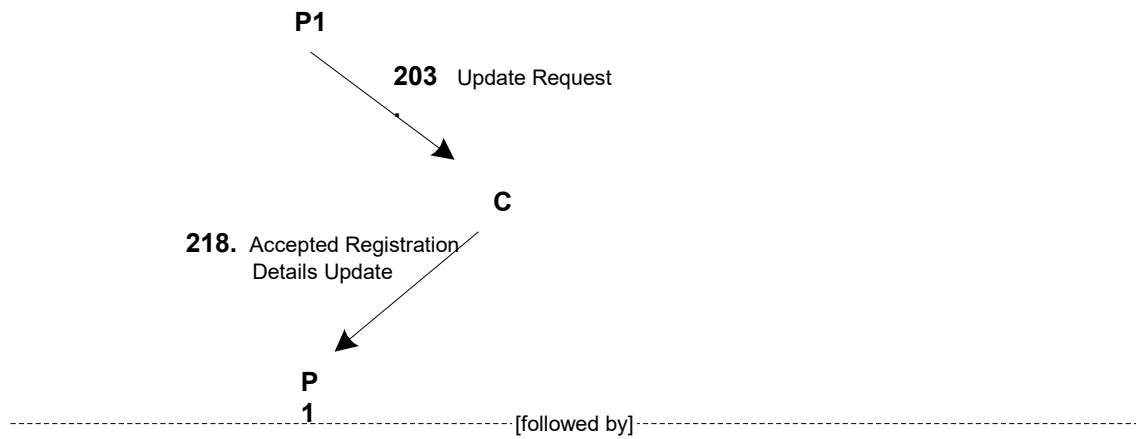 P1
203 Update Request
C
218. Accepted Registration
Details Update
P
1
[followed by]